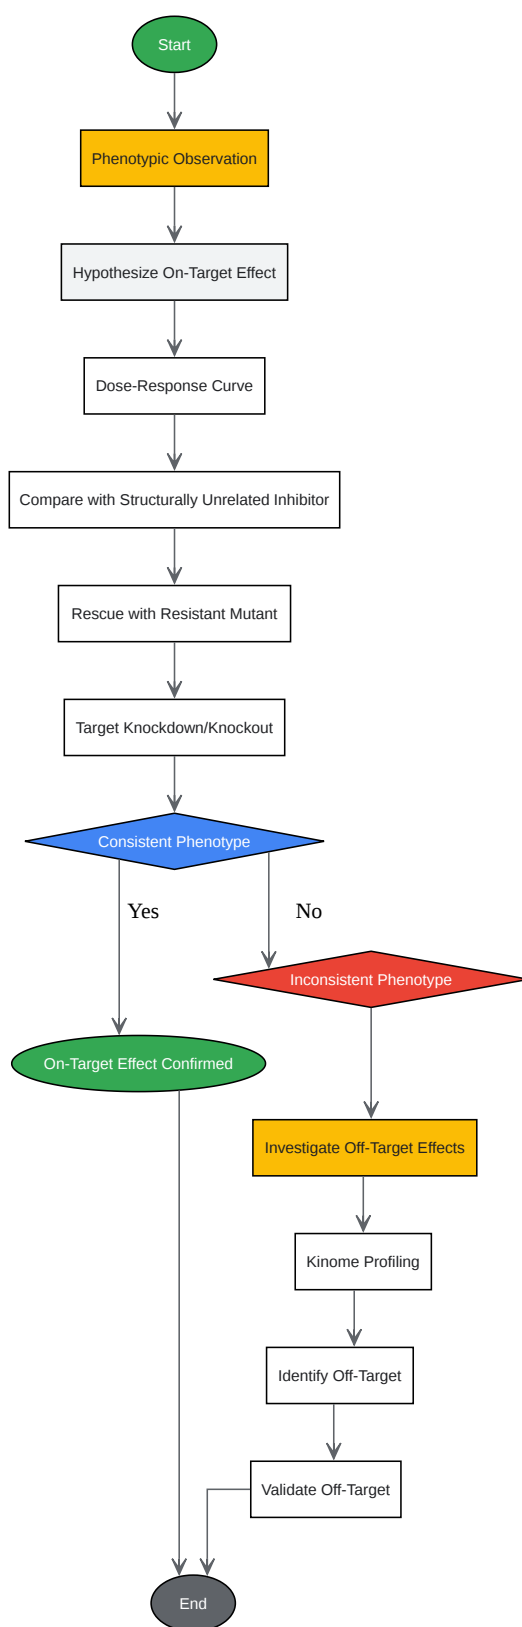 Start
Phenotypic Observation
Hypothesize On-Target Effect
Dose-Response Curve
Compare with Structurally Unrelated Inhibitor
Rescue with Resistant Mutant
Target Knockdown/Knockout
Consistent Phenotype
Yes
No
Inconsistent Phenotype
On-Target Effect Confirmed
Investigate Off-Target Effects
Kinome Profiling
Identify Off-Target
Validate Off-Target
End